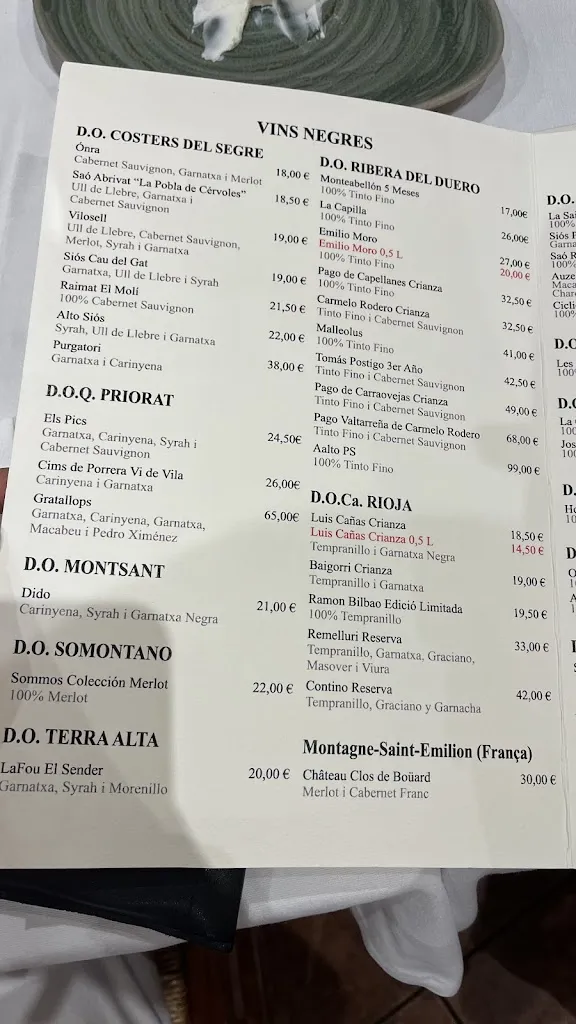 VINS NEGRES
D.O. COSTERS DEL SEGRE
Ónra
Cabernet Sauvignon, Garnatxa i Merlot 18,00 €
Saó Abrivat “La Pobla de Cérvoles”
Ull de Llebre, Garnatxa i 18,50 €
Cabernet Sauvignon
Vilosell
Ull de Llebre, Cabernet Sauvignon, 19,00 €
Merlot, Syrah i Garnatxa
Siós Cau del Gat
Garnatxa, Ull de Llebre i Syrah 19,00 €
Raimat El Molí
100% Cabernet Sauvignon 21,50 €
Alto Siós
Syrah, Ull de Llebre i Garnatxa 22,00 €
Purgatori
Garnatxa i Carinyena 38,00 €
D.O.Q. PRIORAT
Els Pics
Garnatxa, Carinyena, Syrah i 24,50€
Cabernet Sauvignon
Cims de Porrera Vi de Vila
Carinyena i Garnatxa 26,00€
Gratallops
Garnatxa, Carinyena, Garnatxa, 65,00€
Macabeu i Pedro Ximénez
D.O. MONTSANT
Dido
Carinyena, Syrah i Garnatxa Negra 21,00 €
D.O. SOMONTANO
Sommos Colección Merlot 22,00 €
100% Merlot
D.O. TERRA ALTA
LaFou El Sender 20,00 €
Garnatxa, Syrah i Morenillo
D.O. RIBERA DEL DUERO
Monteabellón 5 Meses
100% Tinto Fino 17,00€
La Capilla
100% Tinto Fino 26,00€
Emilio Moro 27,00 €
Emilio Moro 0,5 L 20,00 €
100% Tinto Fino
Pago de Capellanes Crianza 32,50 €
100% Tinto Fino
Carmelo Rodero Crianza 32,50 €
Tinto Fino i Cabernet Sauvignon
Malleolus 41,00 €
100% Tinto Fino
Tomás Postigo 3er Año 42,50 €
Tinto Fino i Cabernet Sauvignon
Pago de Carraovejas Crianza 49,00 €
Tinto Fino i Cabernet Sauvignon
Pago Valtarreña de Carmelo Rodero 68,00 €
Tinto Fino i Cabernet Sauvignon
Aalto PS 99,00 €
100% Tinto Fino
D.O.Ca. RIOJA
Luis Cañas Crianza 18,50 €
Luis Cañas Crianza 0,5 L 14,50 €
Tempranillo i Garnatxa Negra
Baigorri Crianza 19,00 €
Tempranillo i Garnatxa
Ramon Bilbao Edició Limitada 19,50 €
100% Tempranillo
Remelluri Reserva 33,00 €
Tempranillo, Garnatxa, Graciano,
Masover i Viura
Contino Reserva 42,00 €
Tempranillo, Graciano y Garnacha
Montagne-Saint-Emilion (França)
Château Clos de Boüard 30,00 €
Merlot i Cabernet Franc